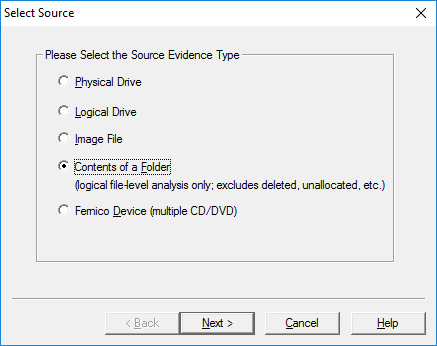 Select Source
Please Select the Source Evidence Type
Physical Drive
Logical Drive
Image File
Contents of a Folder
(logical file-level analysis only; excludes deleted, unallocated, etc.)
Fernico Device (multiple CD/DVD)
< Back Next > Cancel Help